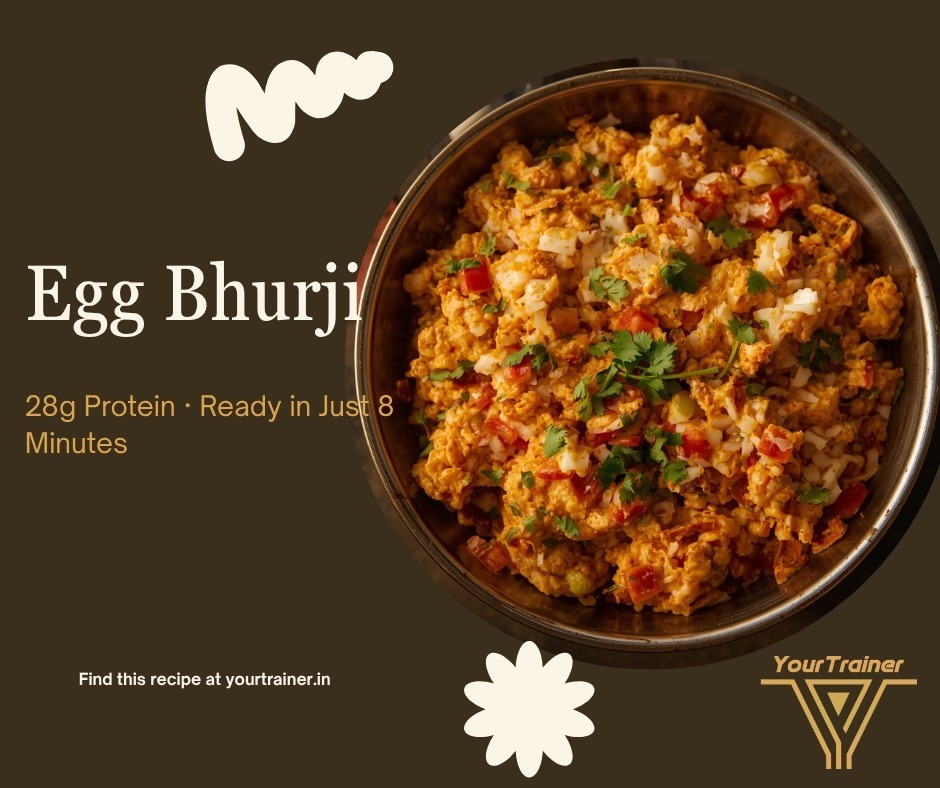 Egg Bhurji
28g Protein · Ready in Just 8
Minutes
Find this recipe at yourtrainer.in
YourTrainer